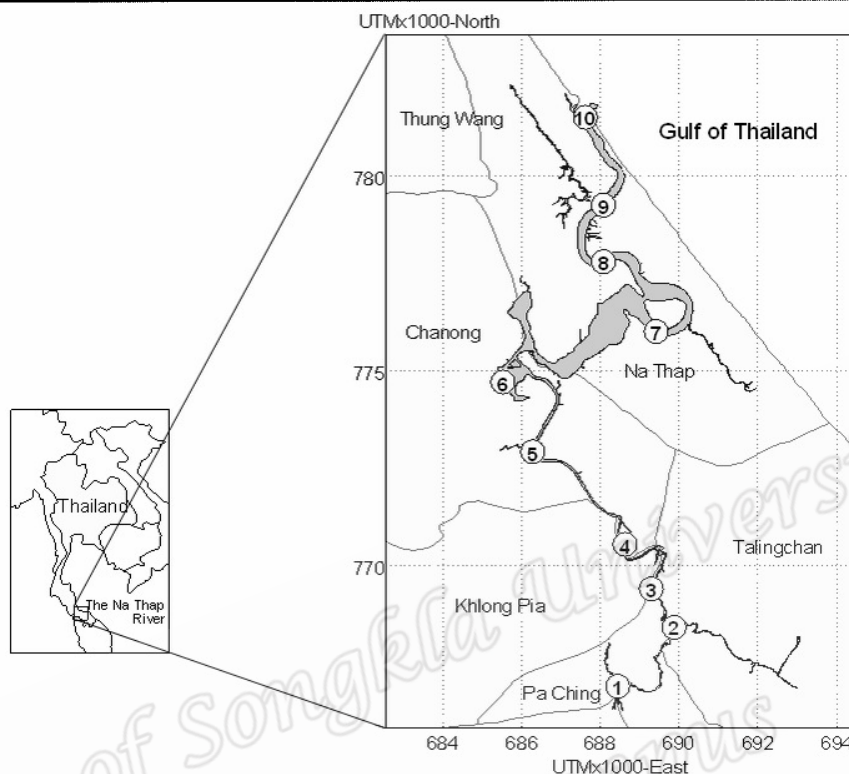 UTMx1000-North
Thung Wang
10
Gulf of Thailand
780
9
8
Chanong
7
775
Na Thap
6
5
Thailand
4
Talingchan
770
3
The Na Thap
River
Khlong Pia
2
Pa Ching
1
684 686 688 690 692 694
UTMx1000-East
of Songkla Univers